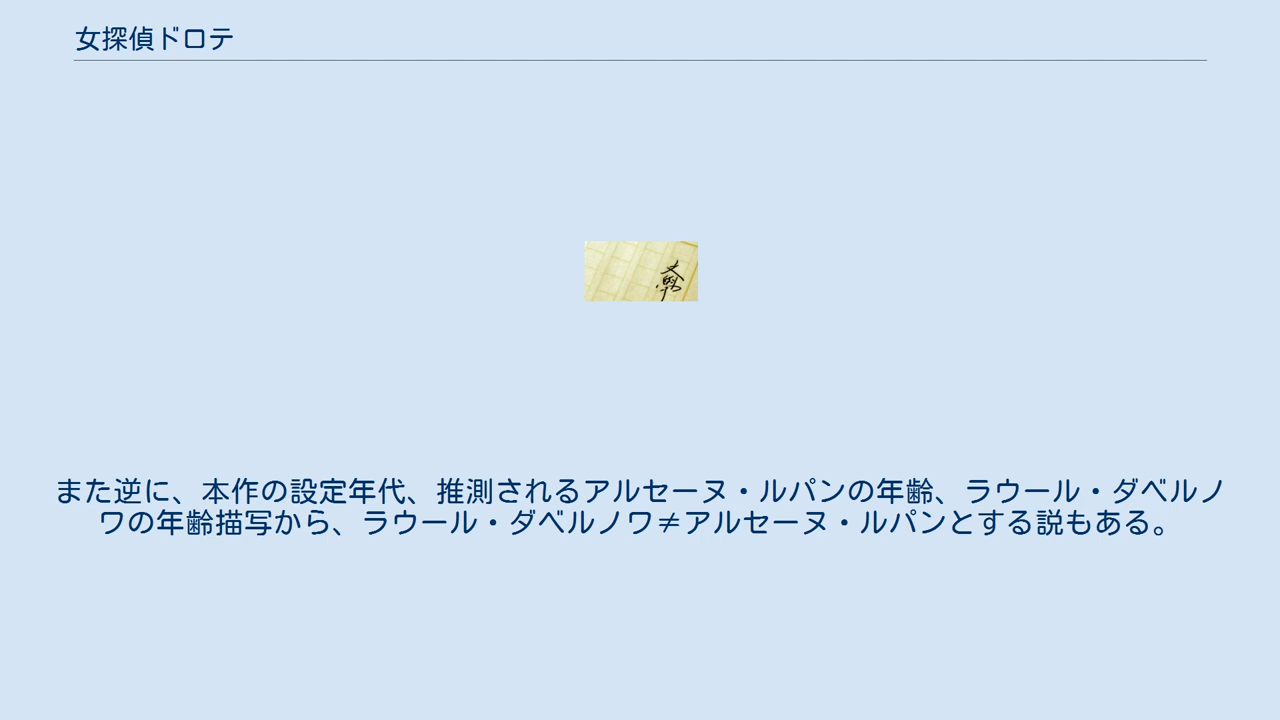 女探偵ドロテ
また逆に、本作の設定年代、推測されるアルセーヌ・ルパンの年齢、ラウール・ダベルノ
ワの年齢描写から、ラウール・ダベルノワ≠アルセーヌ・ルパンとする説もある。